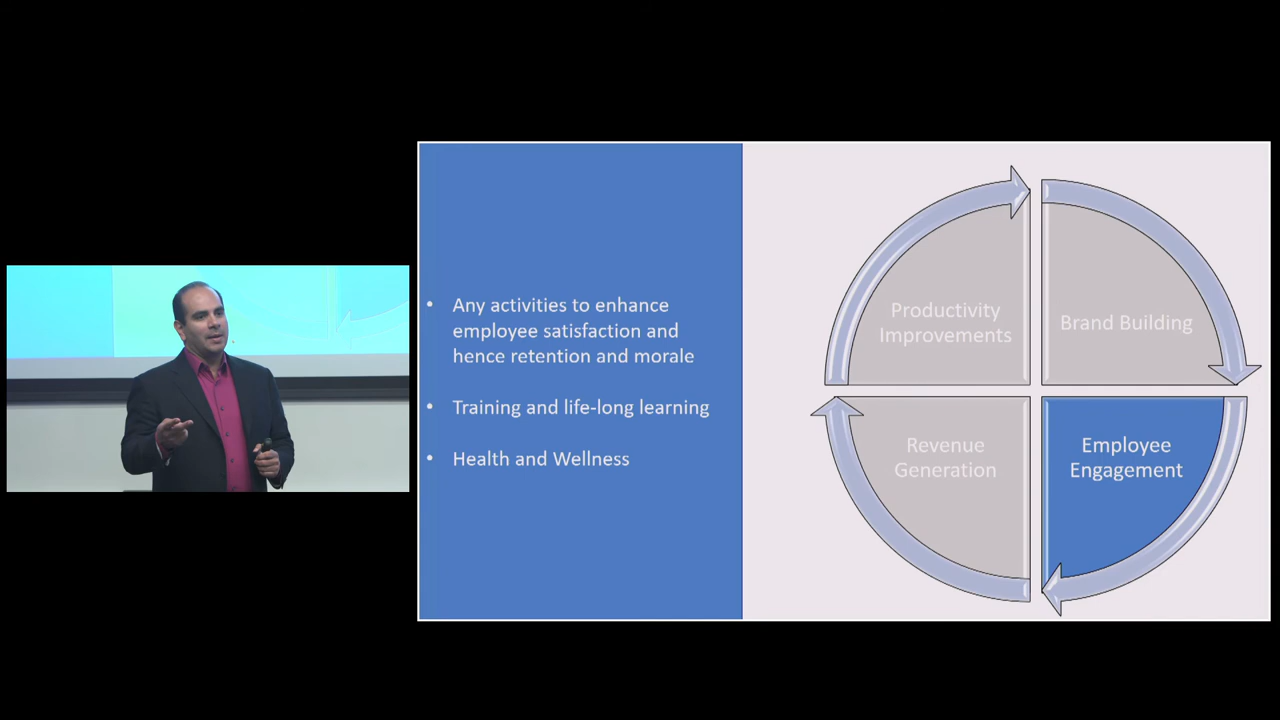 • Any activities to enhance
employee satisfaction and
hence retention and morale
• Training and life-long learning
• Health and Wellness
Productivity
Improvements
Brand Building
Revenue
Generation
Employee
Engagement